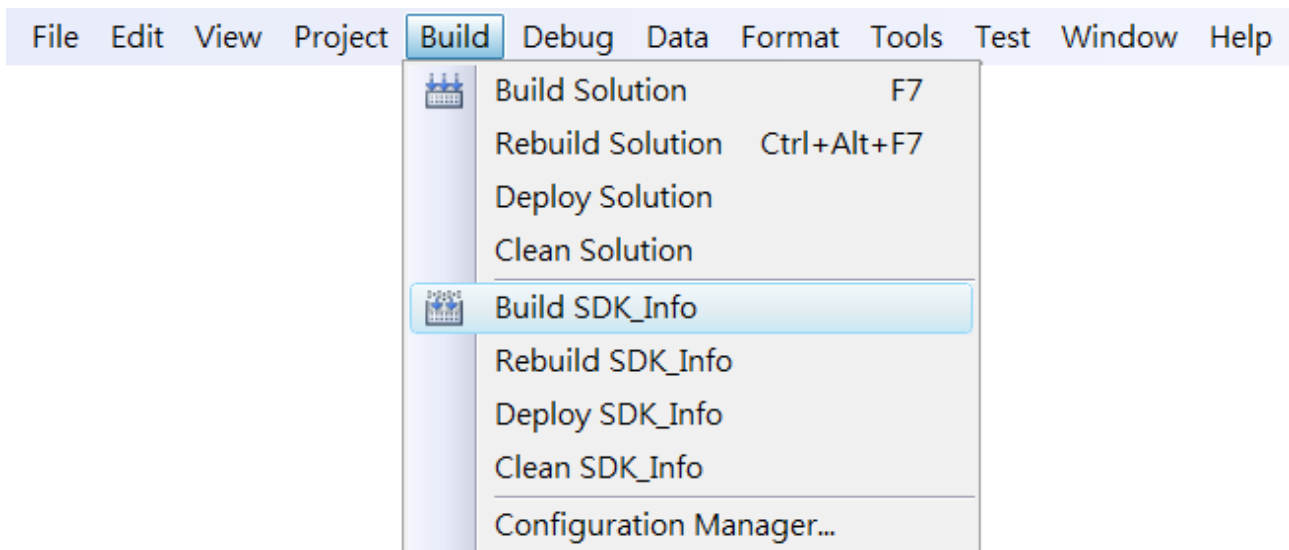 File Edit View Project Build Debug Data Format Tools Test Window Help
Build Solution F7
Rebuild Solution Ctrl+Alt+F7
Deploy Solution
Clean Solution
Build SDK_Info
Rebuild SDK_Info
Deploy SDK_Info
Clean SDK_Info
Configuration Manager...